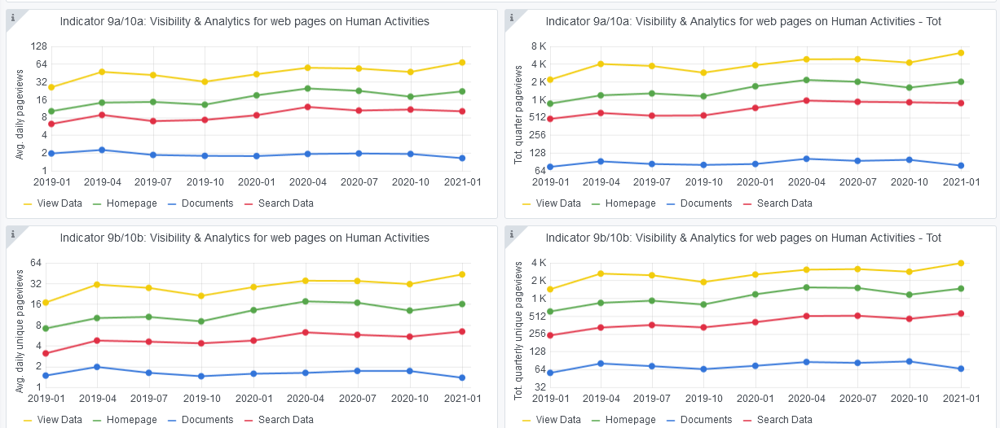 i
Indicator 9a/10a: Visibility & Analytics for web pages on Human Activities
Avg. daily pageviews
128
64
32
16
8
4
2
1
2019-01 2019-04 2019-07 2019-10 2020-01 2020-04 2020-07 2020-10 2021-01
View Data Homepage Documents Search Data
i
Indicator 9a/10a: Visibility & Analytics for web pages on Human Activities - Tot
Tot. quarter pageviews
8 K
4 K
2 K
1 K
512
256
128
64
2019-01 2019-04 2019-07 2019-10 2020-01 2020-04 2020-07 2020-10 2021-01
View Data Homepage Documents Search Data
i
Indicator 9b/10b: Visibility & Analytics for web pages on Human Activities
Avg. daily unique pageviews
64
32
16
8
4
2
1
2019-01 2019-04 2019-07 2019-10 2020-01 2020-04 2020-07 2020-10 2021-01
View Data Homepage Documents Search Data
i
Indicator 9b/10b: Visibility & Analytics for web pages on Human Activities - Tot
Tot. quarterly unique pageviews
4 K
2 K
1 K
512
256
128
64
32
2019-01 2019-04 2019-07 2019-10 2020-01 2020-04 2020-07 2020-10 2021-01
View Data Homepage Documents Search Data